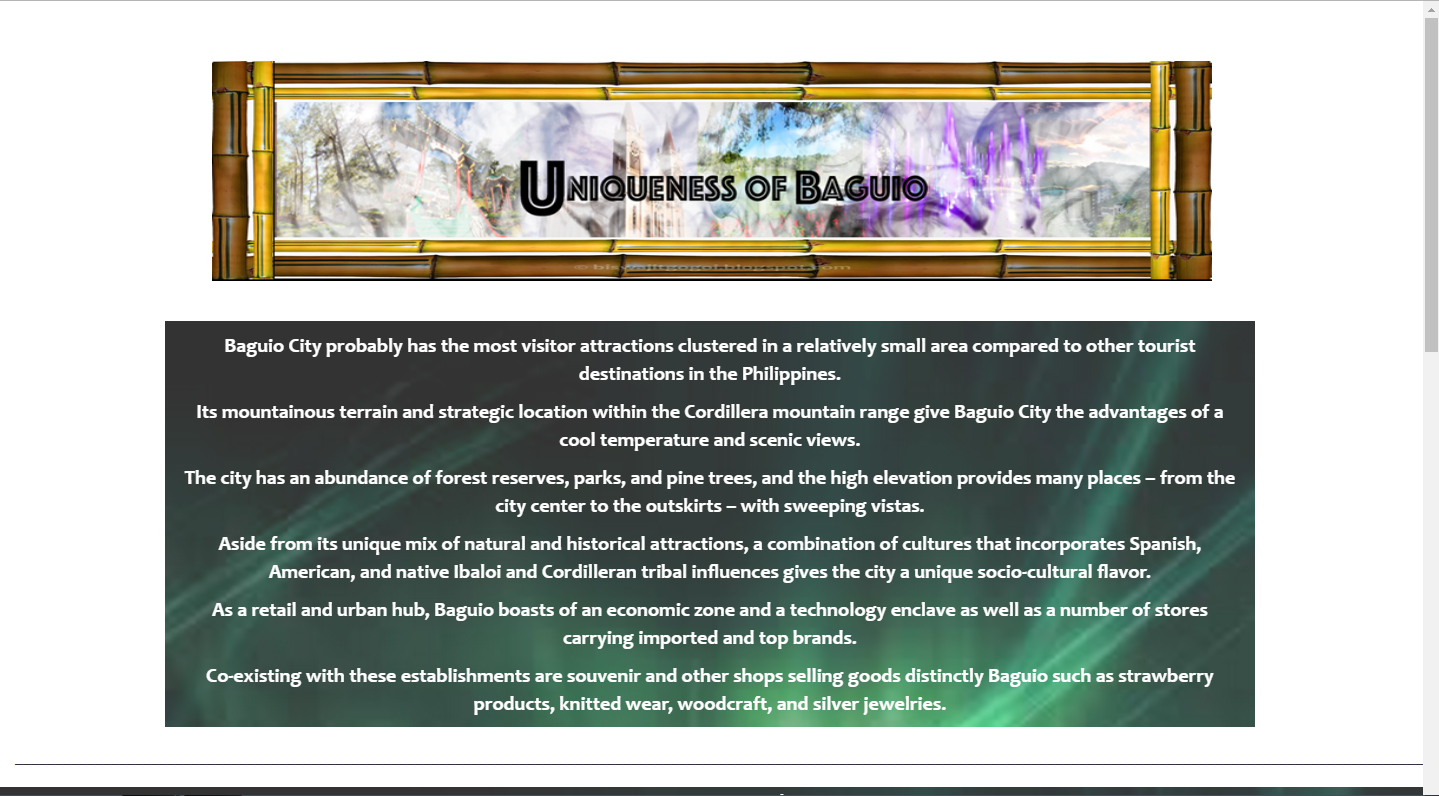 UNIQUENESS OF BAGUIO
Baguio City probably has the most visitor attractions clustered in a relatively small area compared to other tourist
destinations in the Philippines.
Its mountainous terrain and strategic location within the Cordillera mountain range give Baguio City the advantages of a
cool temperature and scenic views.
The city has an abundance of forest reserves, parks, and pine trees, and the high elevation provides many places – from the
city center to the outskirts – with sweeping vistas.
Aside from its unique mix of natural and historical attractions, a combination of cultures that incorporates Spanish,
American, and native Ibaloi and Cordilleran tribal influences gives the city a unique socio-cultural flavor.
As a retail and urban hub, Baguio boasts of an economic zone and a technology enclave as well as a number of stores
carrying imported and top brands.
Co-existing with these establishments are souvenir and other shops selling goods distinctly Baguio such as strawberry
products, knitted wear, woodcraft, and silver jewelries.